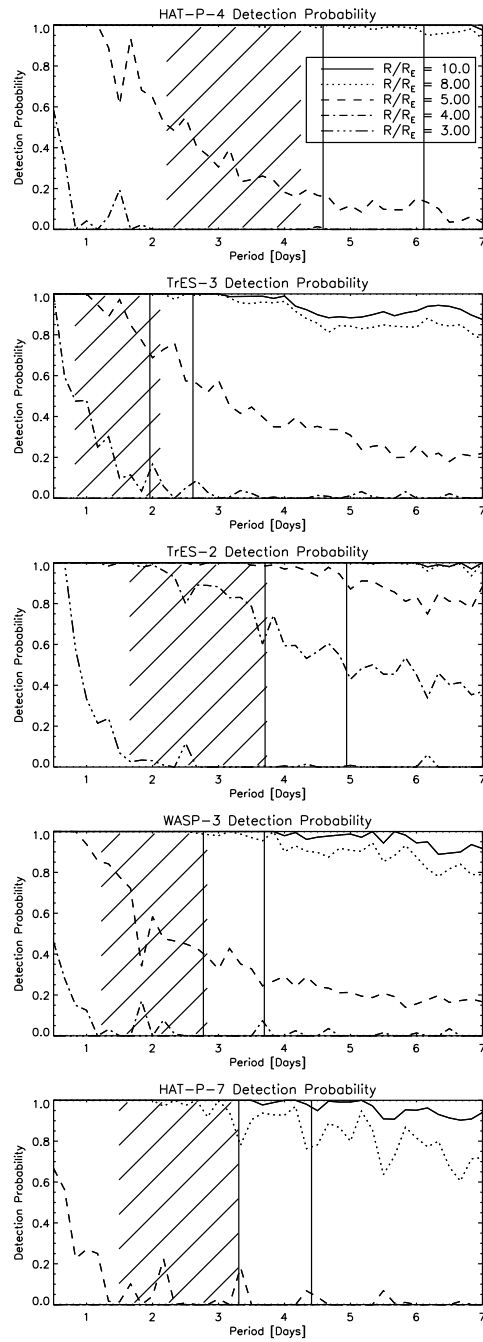 HAT-P-4 Detection Probability
1.0
0.8
0.6
0.4
0.2
0.0
Detection Probability
R/R_E = 10.0
R/R_E = 8.00
R/R_E = 5.00
R/R_E = 4.00
R/R_E = 3.00
1 2 3 4 5 6 7
Period [Days]
TrES-3 Detection Probability
1.0
0.8
0.6
0.4
0.2
0.0
Detection Probability
1 2 3 4 5 6 7
Period [Days]
TrES-2 Detection Probability
1.0
0.8
0.6
0.4
0.2
0.0
Detection Probability
1 2 3 4 5 6 7
Period [Days]
WASP-3 Detection Probability
1.0
0.8
0.6
0.4
0.2
0.0
Detection Probability
1 2 3 4 5 6 7
Period [Days]
HAT-P-7 Detection Probability
1.0
0.8
0.6
0.4
0.2
0.0
Detection Probability
1 2 3 4 5 6 7
Period [Days]